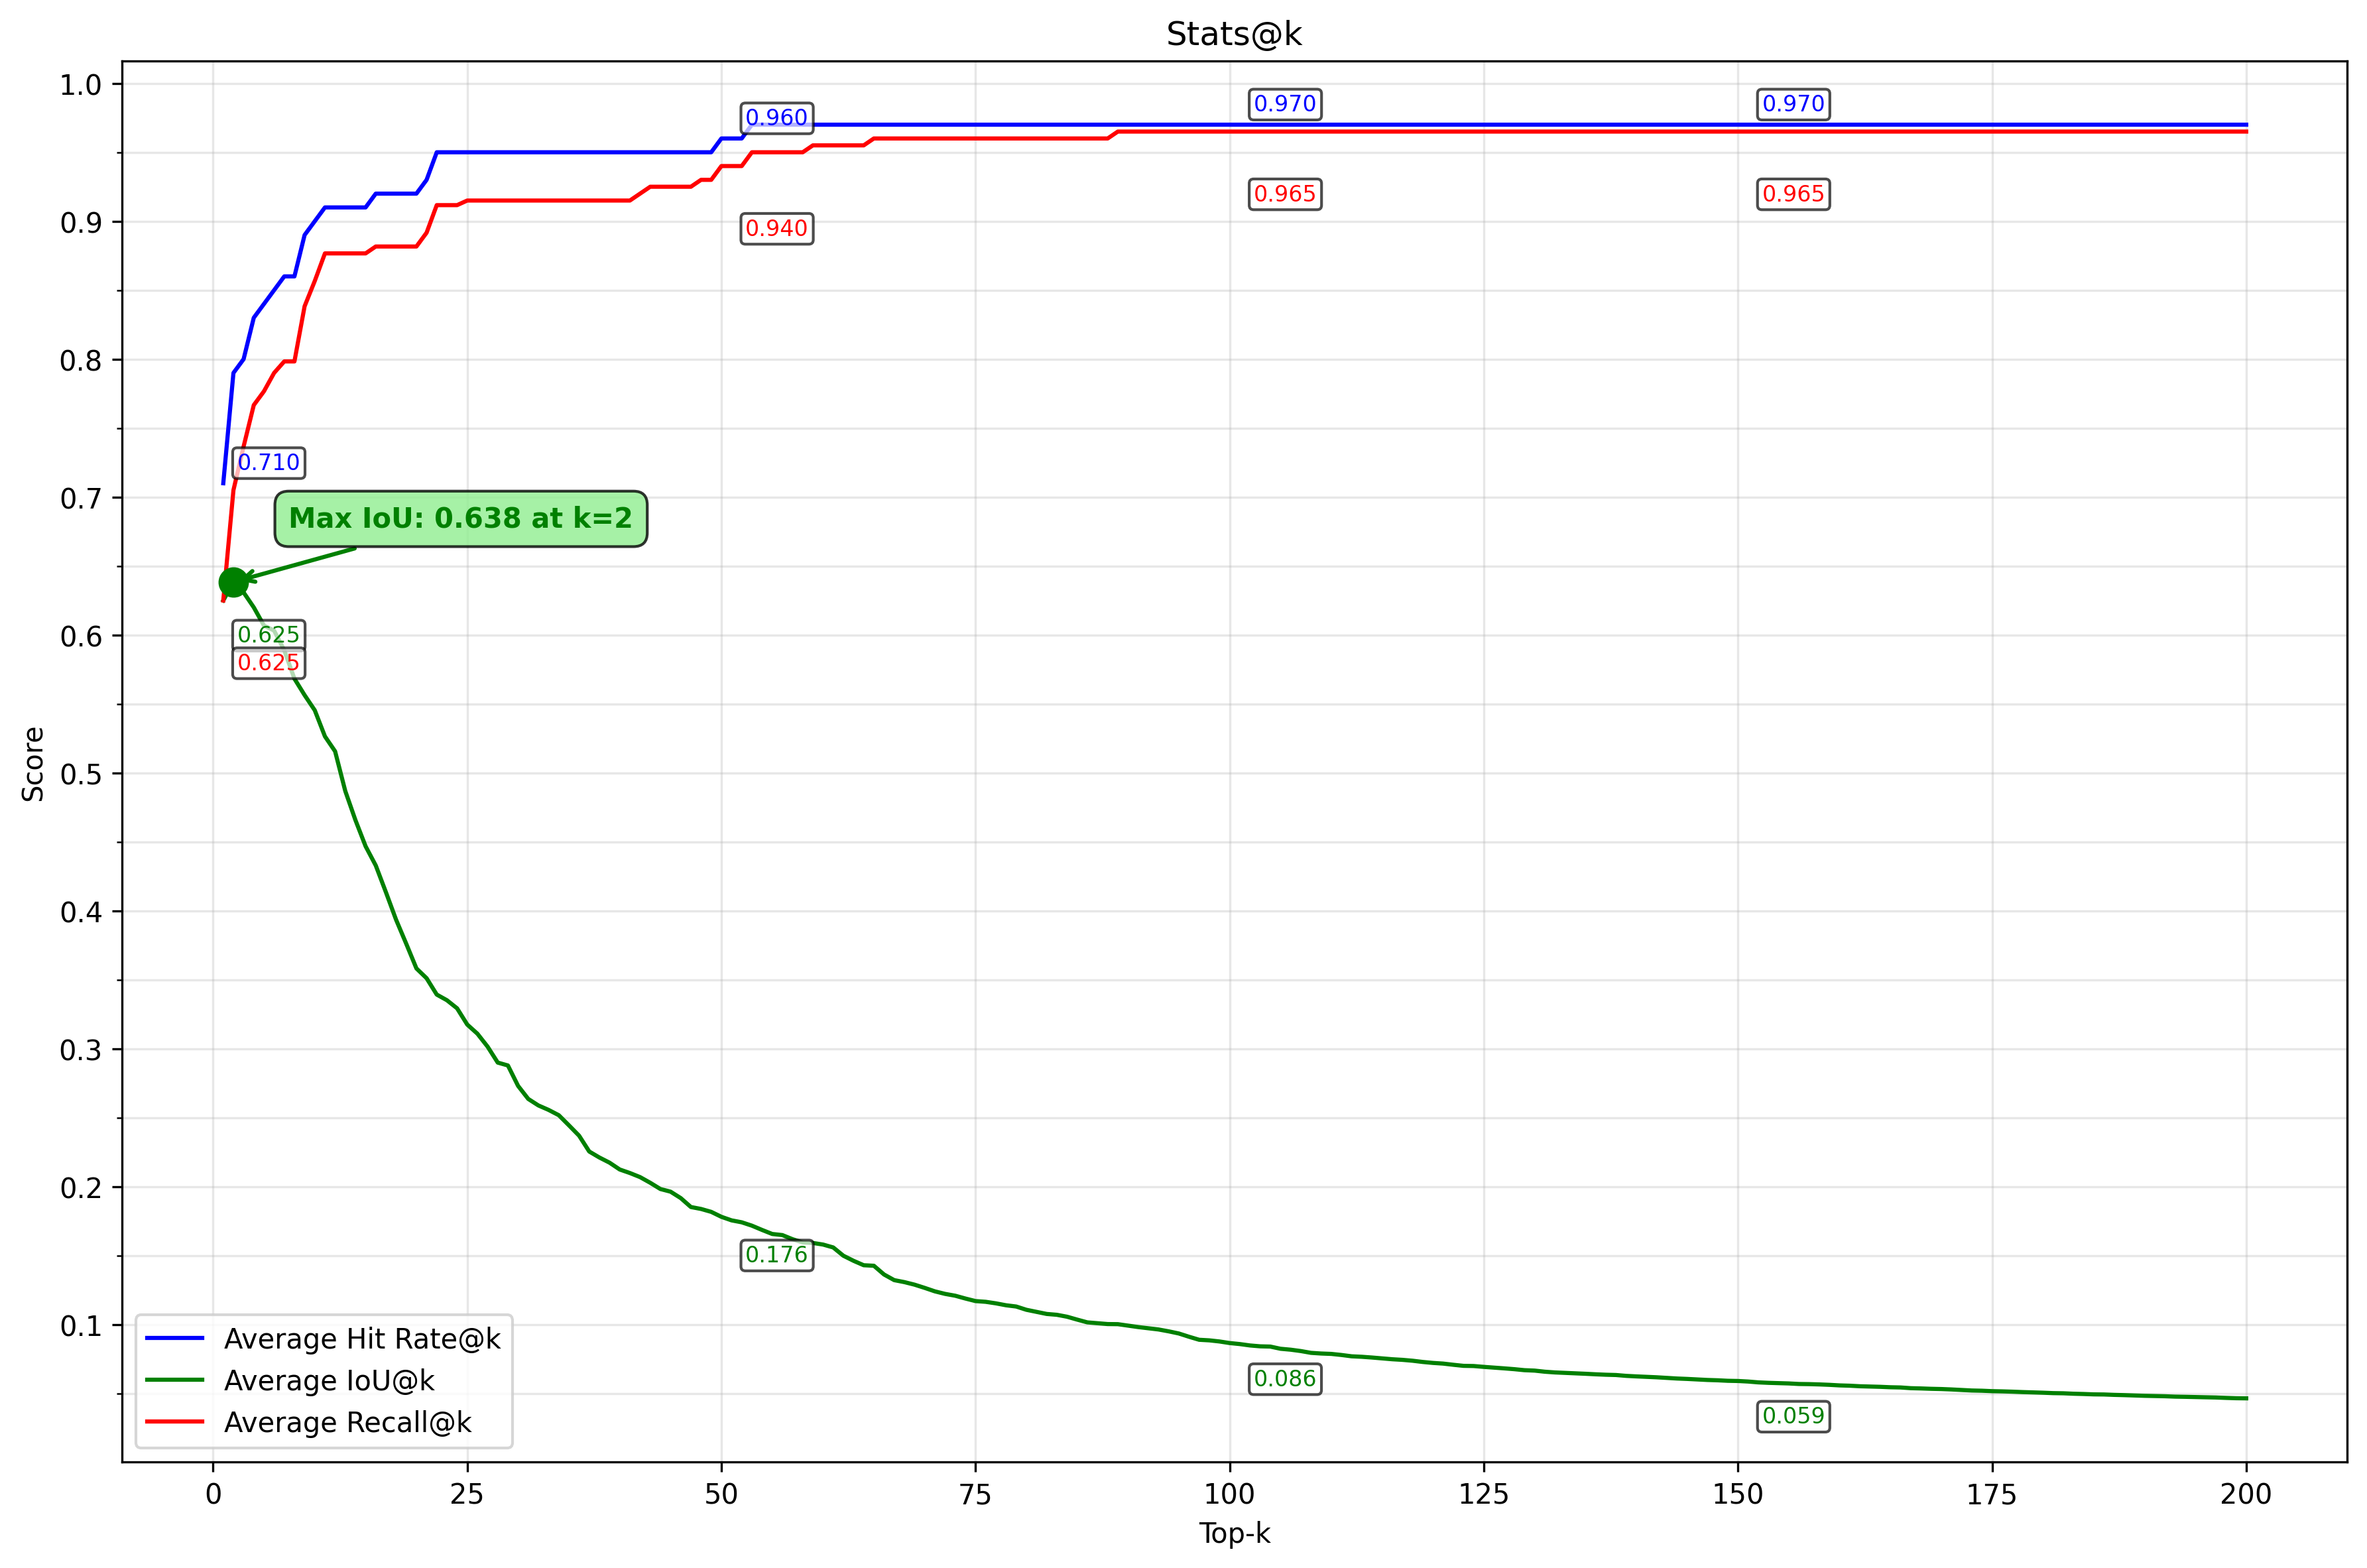 Stats@k
1.0
0.9
0.8
0.7
0.6
0.5
0.4
0.3
0.2
0.1
Score
0.960
0.970
0.970
0.940
0.965
0.965
0.710
Max IoU: 0.638 at k=2
0.625
0.625
0.176
0.086
0.059
Average Hit Rate@k
Average IoU@k
Average Recall@k
0 25 50 75 100 125 150 175 200
Top-k